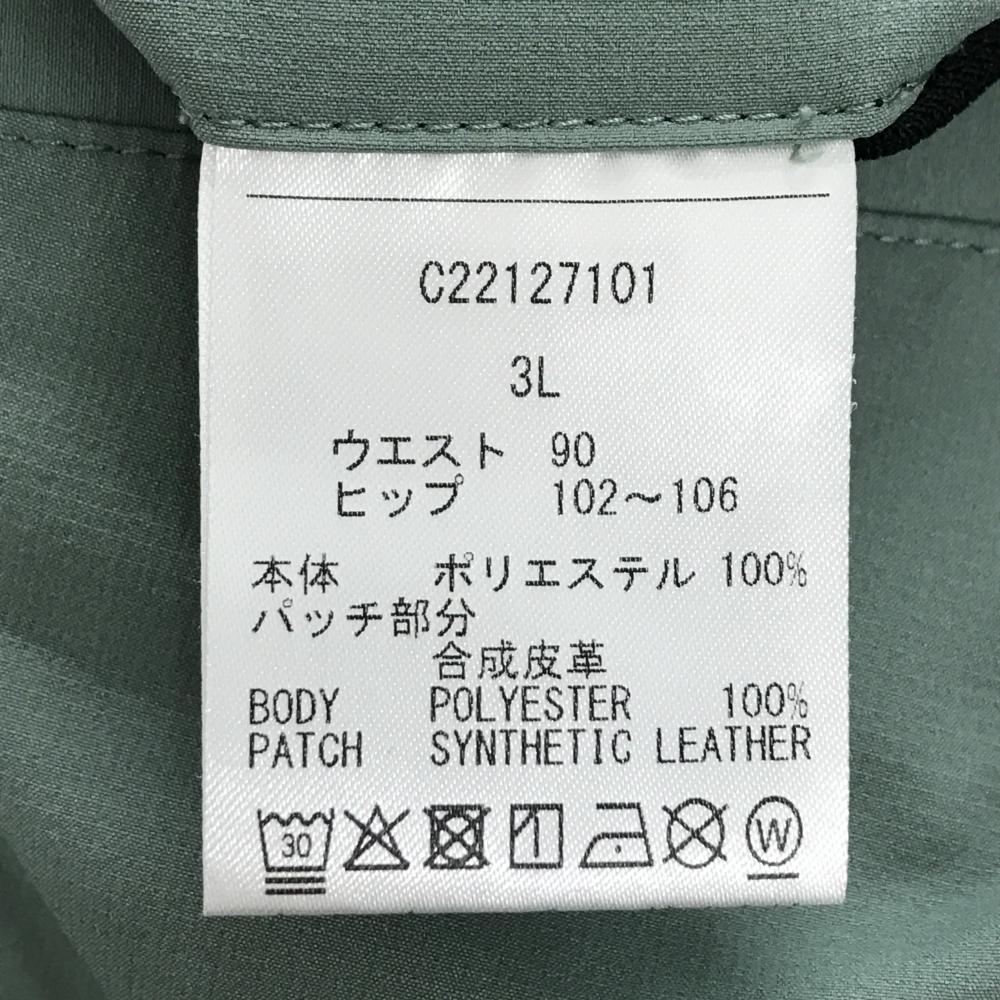 C22127101
3L
ウエスト 90
ヒップ 102〜106
本体 ポリエステル 100%
パッチ部分
合成皮革
BODY POLYESTER 100%
PATCH SYNTHETIC LEATHER
30 W